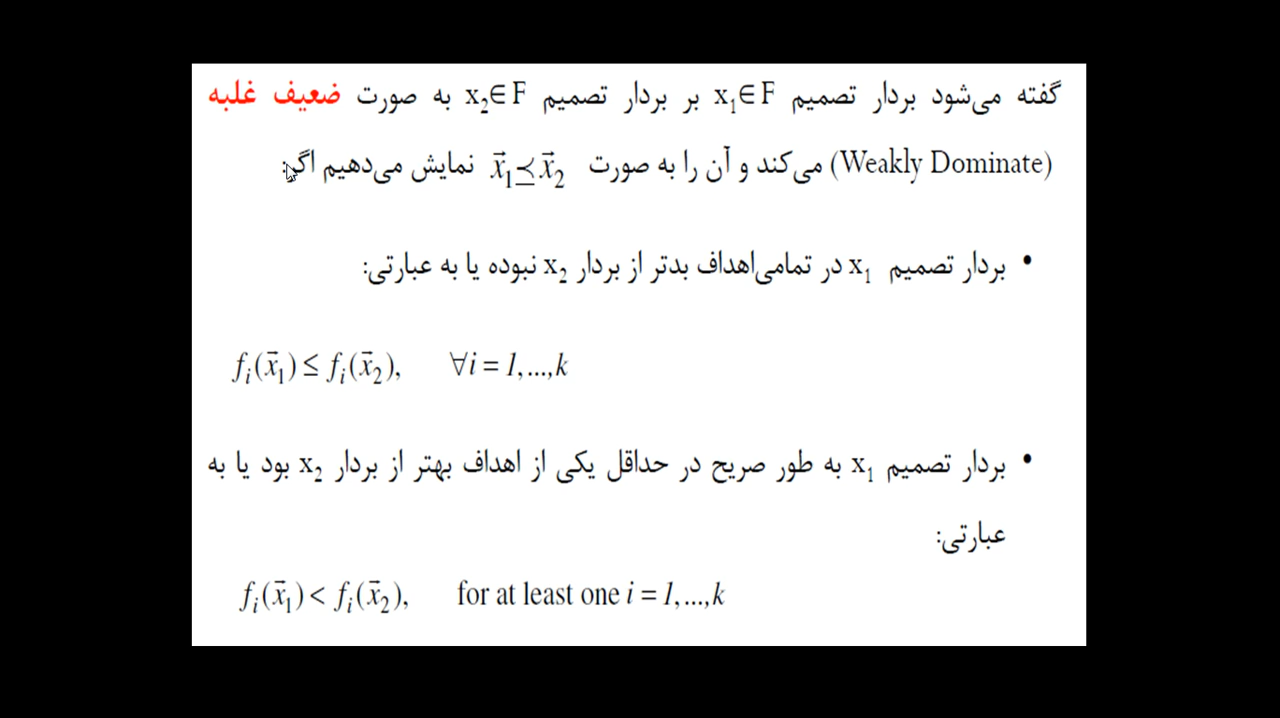 گفته می‌شود بردار تصمیم x₁∈F بر بردار تصمیم x₂∈F به صورت ضعیف غلبه
(Weakly Dominate) می‌کند و آن را به صورت x⃗₁⪯x⃗₂ نمایش می‌دهیم اگر:
• بردار تصمیم x₁ در تمامی‌اهداف بدتر از بردار x₂ نبوده یا به عبارتی:
fᵢ(x⃗₁) ≤ fᵢ(x⃗₂), ∀i = 1,...,k
• بردار تصمیم x₁ به طور صریح در حداقل یکی از اهداف بهتر از بردار x₂ بود یا به
عبارتی:
fᵢ(x⃗₁) < fᵢ(x⃗₂), for at least one i = 1,...,k